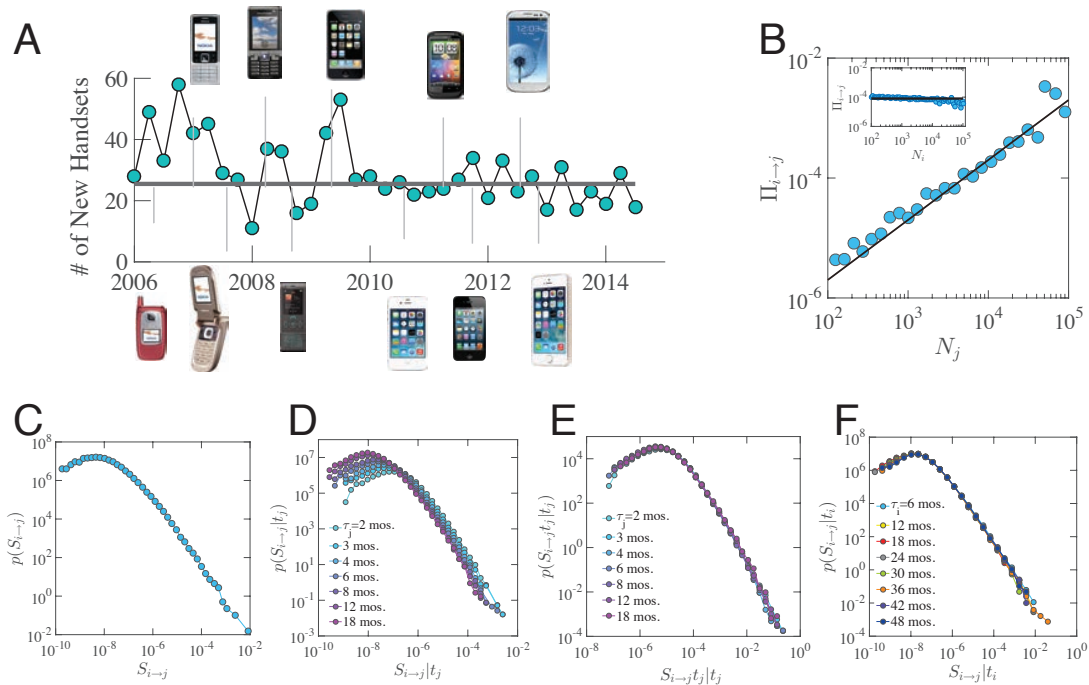 A
# of New Handsets
60
40
20
0
2006
2008
2010
2012
2014
B
Π_{i→j}
10^{-2}
10^{-4}
10^{-6}
10^2
10^3
10^4
10^5
N_j
Π_{i→j}
10^{-2}
10^{-4}
10^{-6}
10^2
10^3
10^4
10^5
N_i
C
p(S_{i→j})
10^8
10^6
10^4
10^2
10^0
10^{-2}
10^{-10}
10^{-8}
10^{-6}
10^{-4}
10^{-2}
S_{i→j}
D
p(S_{i→j}|t_j)
10^7
10^5
10^3
10^1
10^{-1}
10^{-3}
τ_j=2 mos.
3 mos.
4 mos.
6 mos.
8 mos.
12 mos.
18 mos.
10^{-10}
10^{-8}
10^{-6}
10^{-4}
10^{-2}
S_{i→j}|t_j
E
p(S_{i→j}t_j|t_j)
10^4
10^2
10^0
10^{-2}
10^{-4}
τ_j=2 mos.
3 mos.
4 mos.
6 mos.
8 mos.
12 mos.
18 mos.
10^{-8}
10^{-6}
10^{-4}
10^{-2}
10^0
S_{i→j}t_j|t_j
F
p(S_{i→j}|t_i)
10^8
10^6
10^4
10^2
10^0
10^{-2}
10^{-4}
τ_i=6 mos.
12 mos.
18 mos.
24 mos.
30 mos.
36 mos.
42 mos.
48 mos.
10^{-10}
10^{-8}
10^{-6}
10^{-4}
10^{-2}
10^0
S_{i→j}|t_i